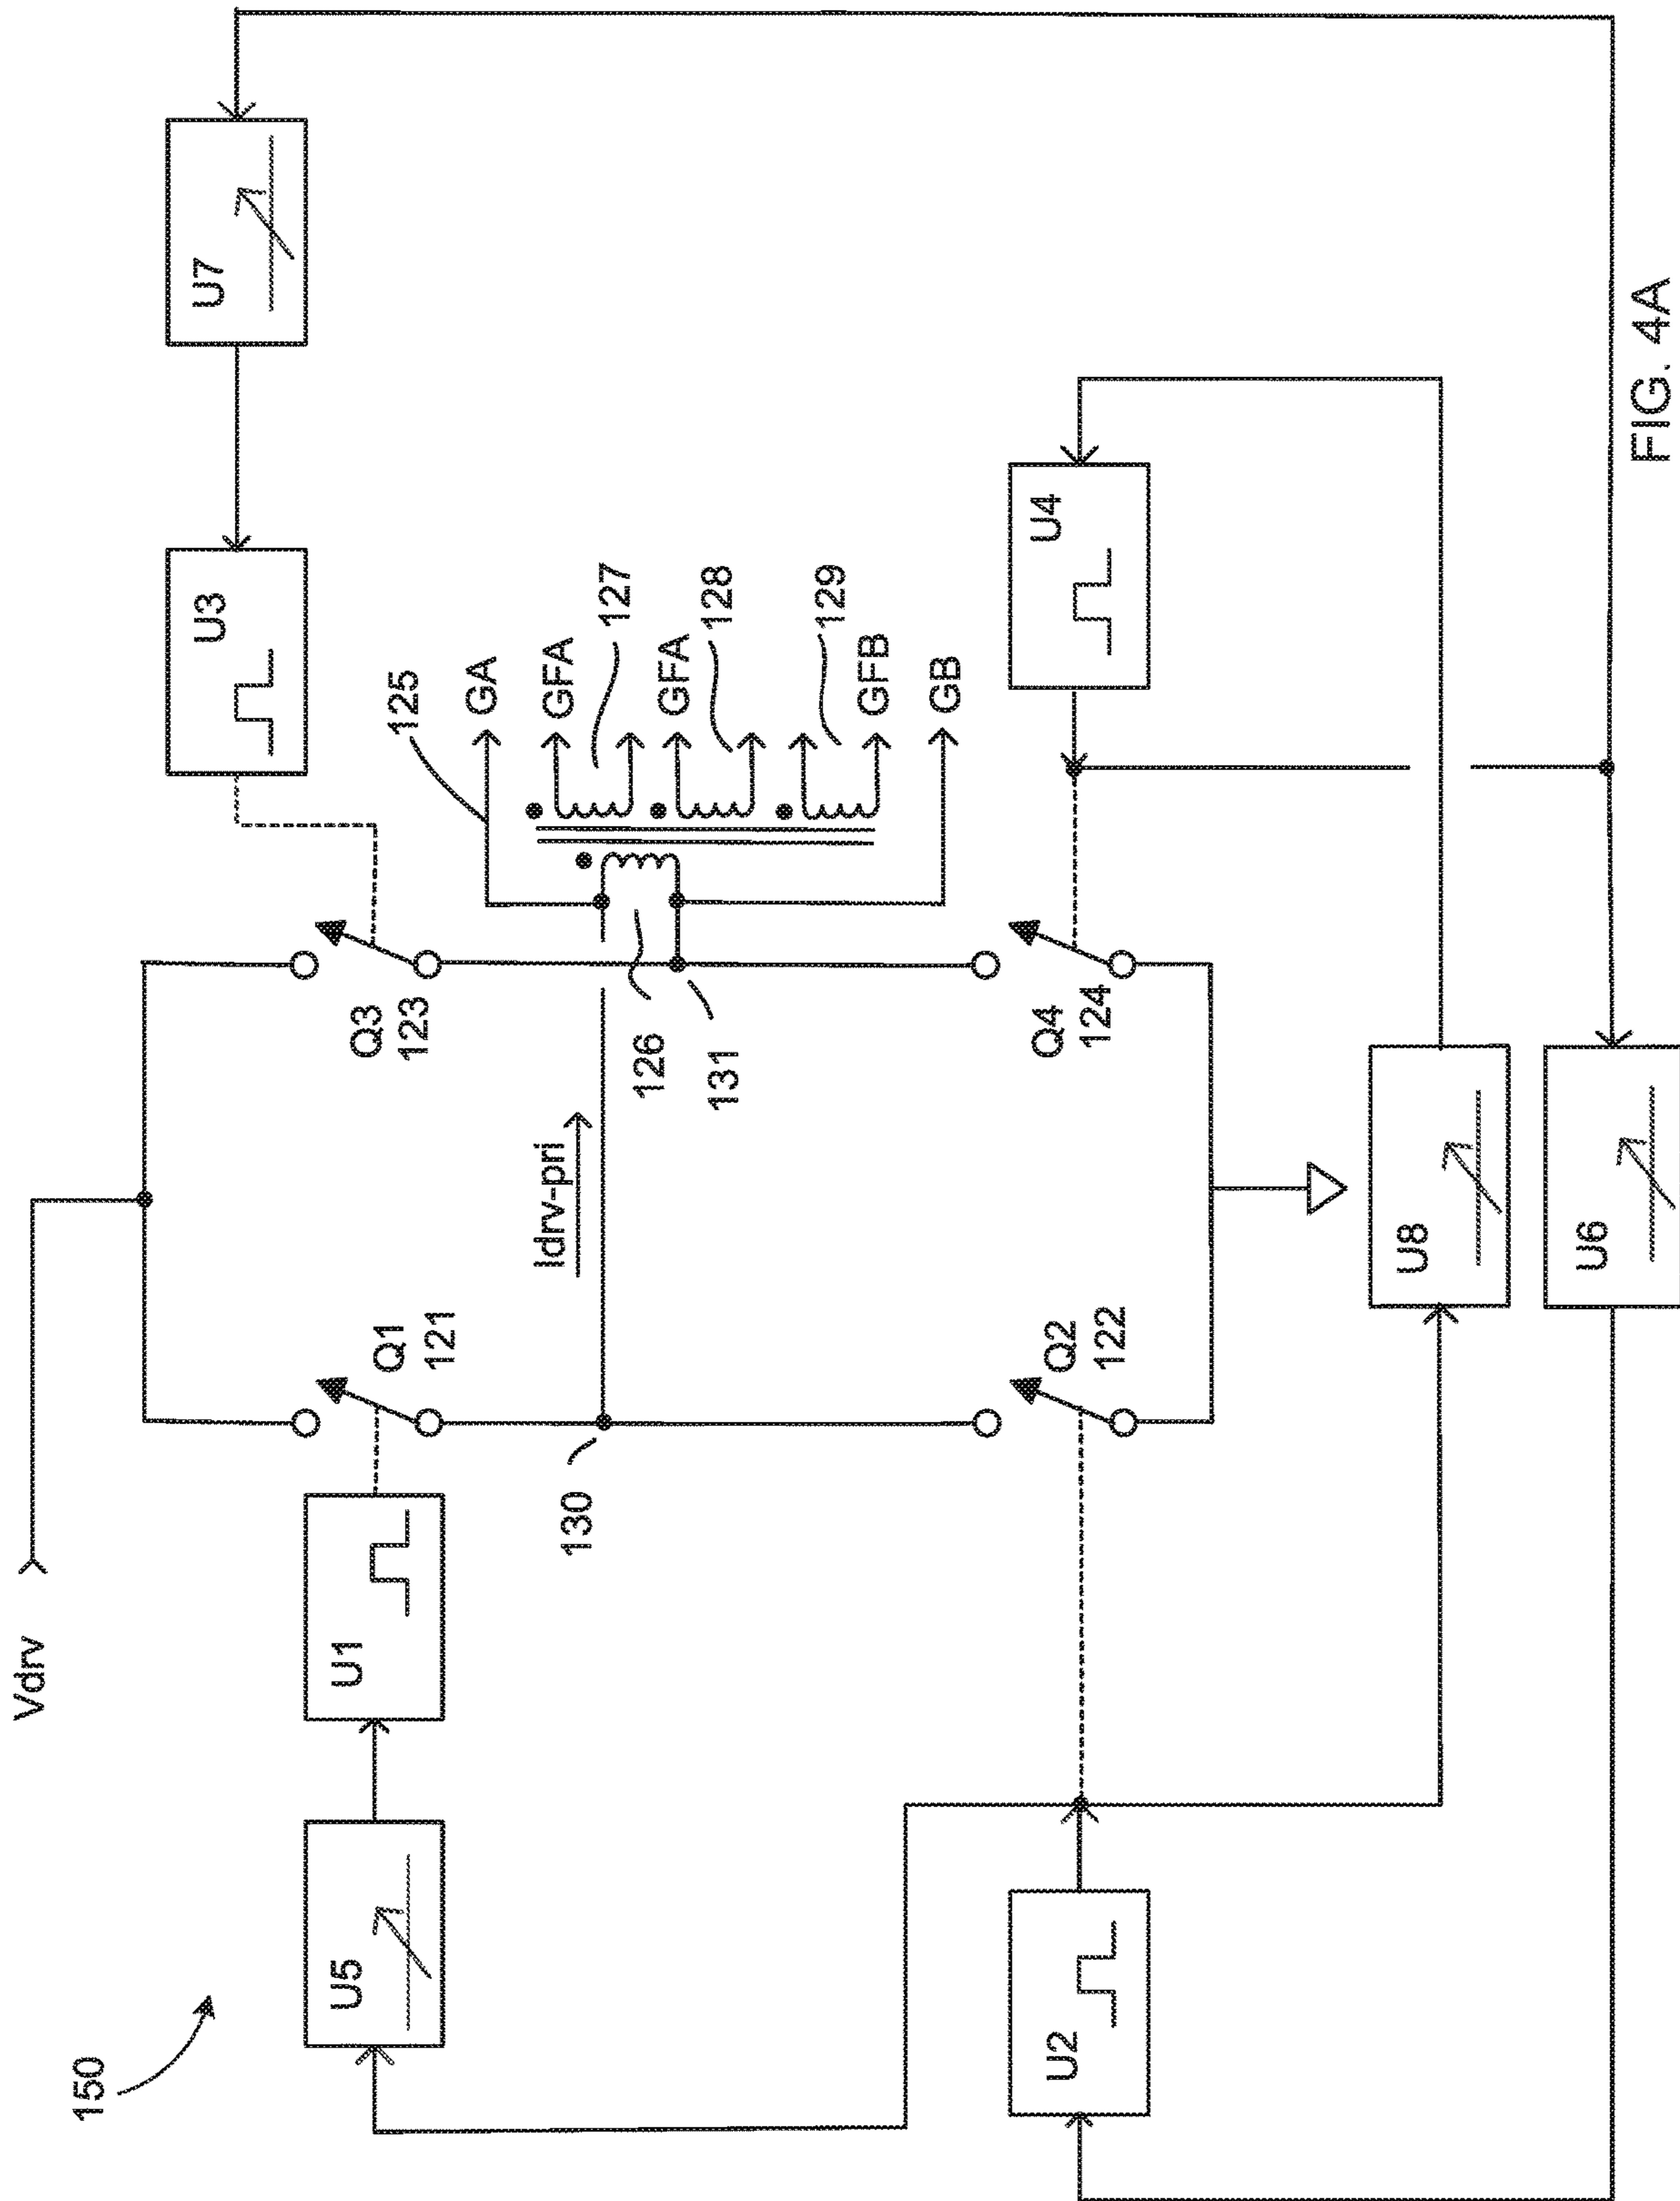 150
Vdrv
U5
U1
Q1
121
Q3
123
U3
U7
130
Idrv-pri
126
131
125
GA
GFA
127
GFA
128
129
GFB
GB
U2
Q2
122
Q4
124
U4
U8
U6
FIG. 4A